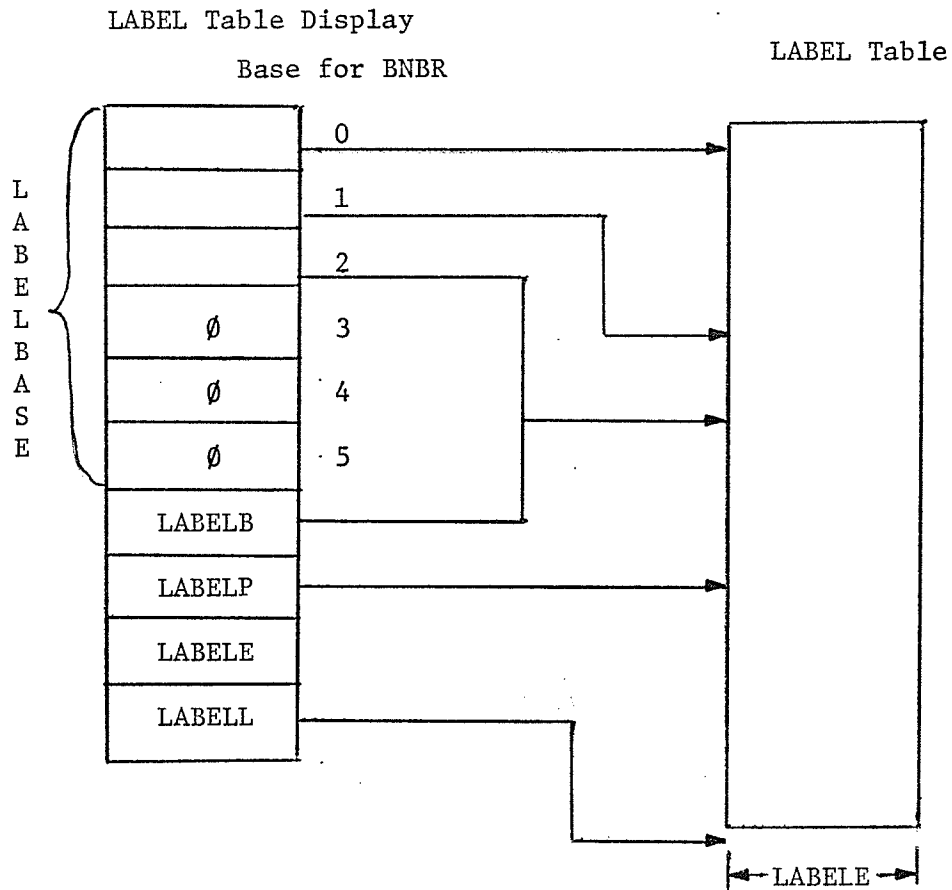 LABEL Table Display
Base for BNBR
LABEL Table
LABELBASE
0
1
2
Ø 3
Ø 4
Ø 5
LABELB
LABELP
LABELE
LABELL
LABELE